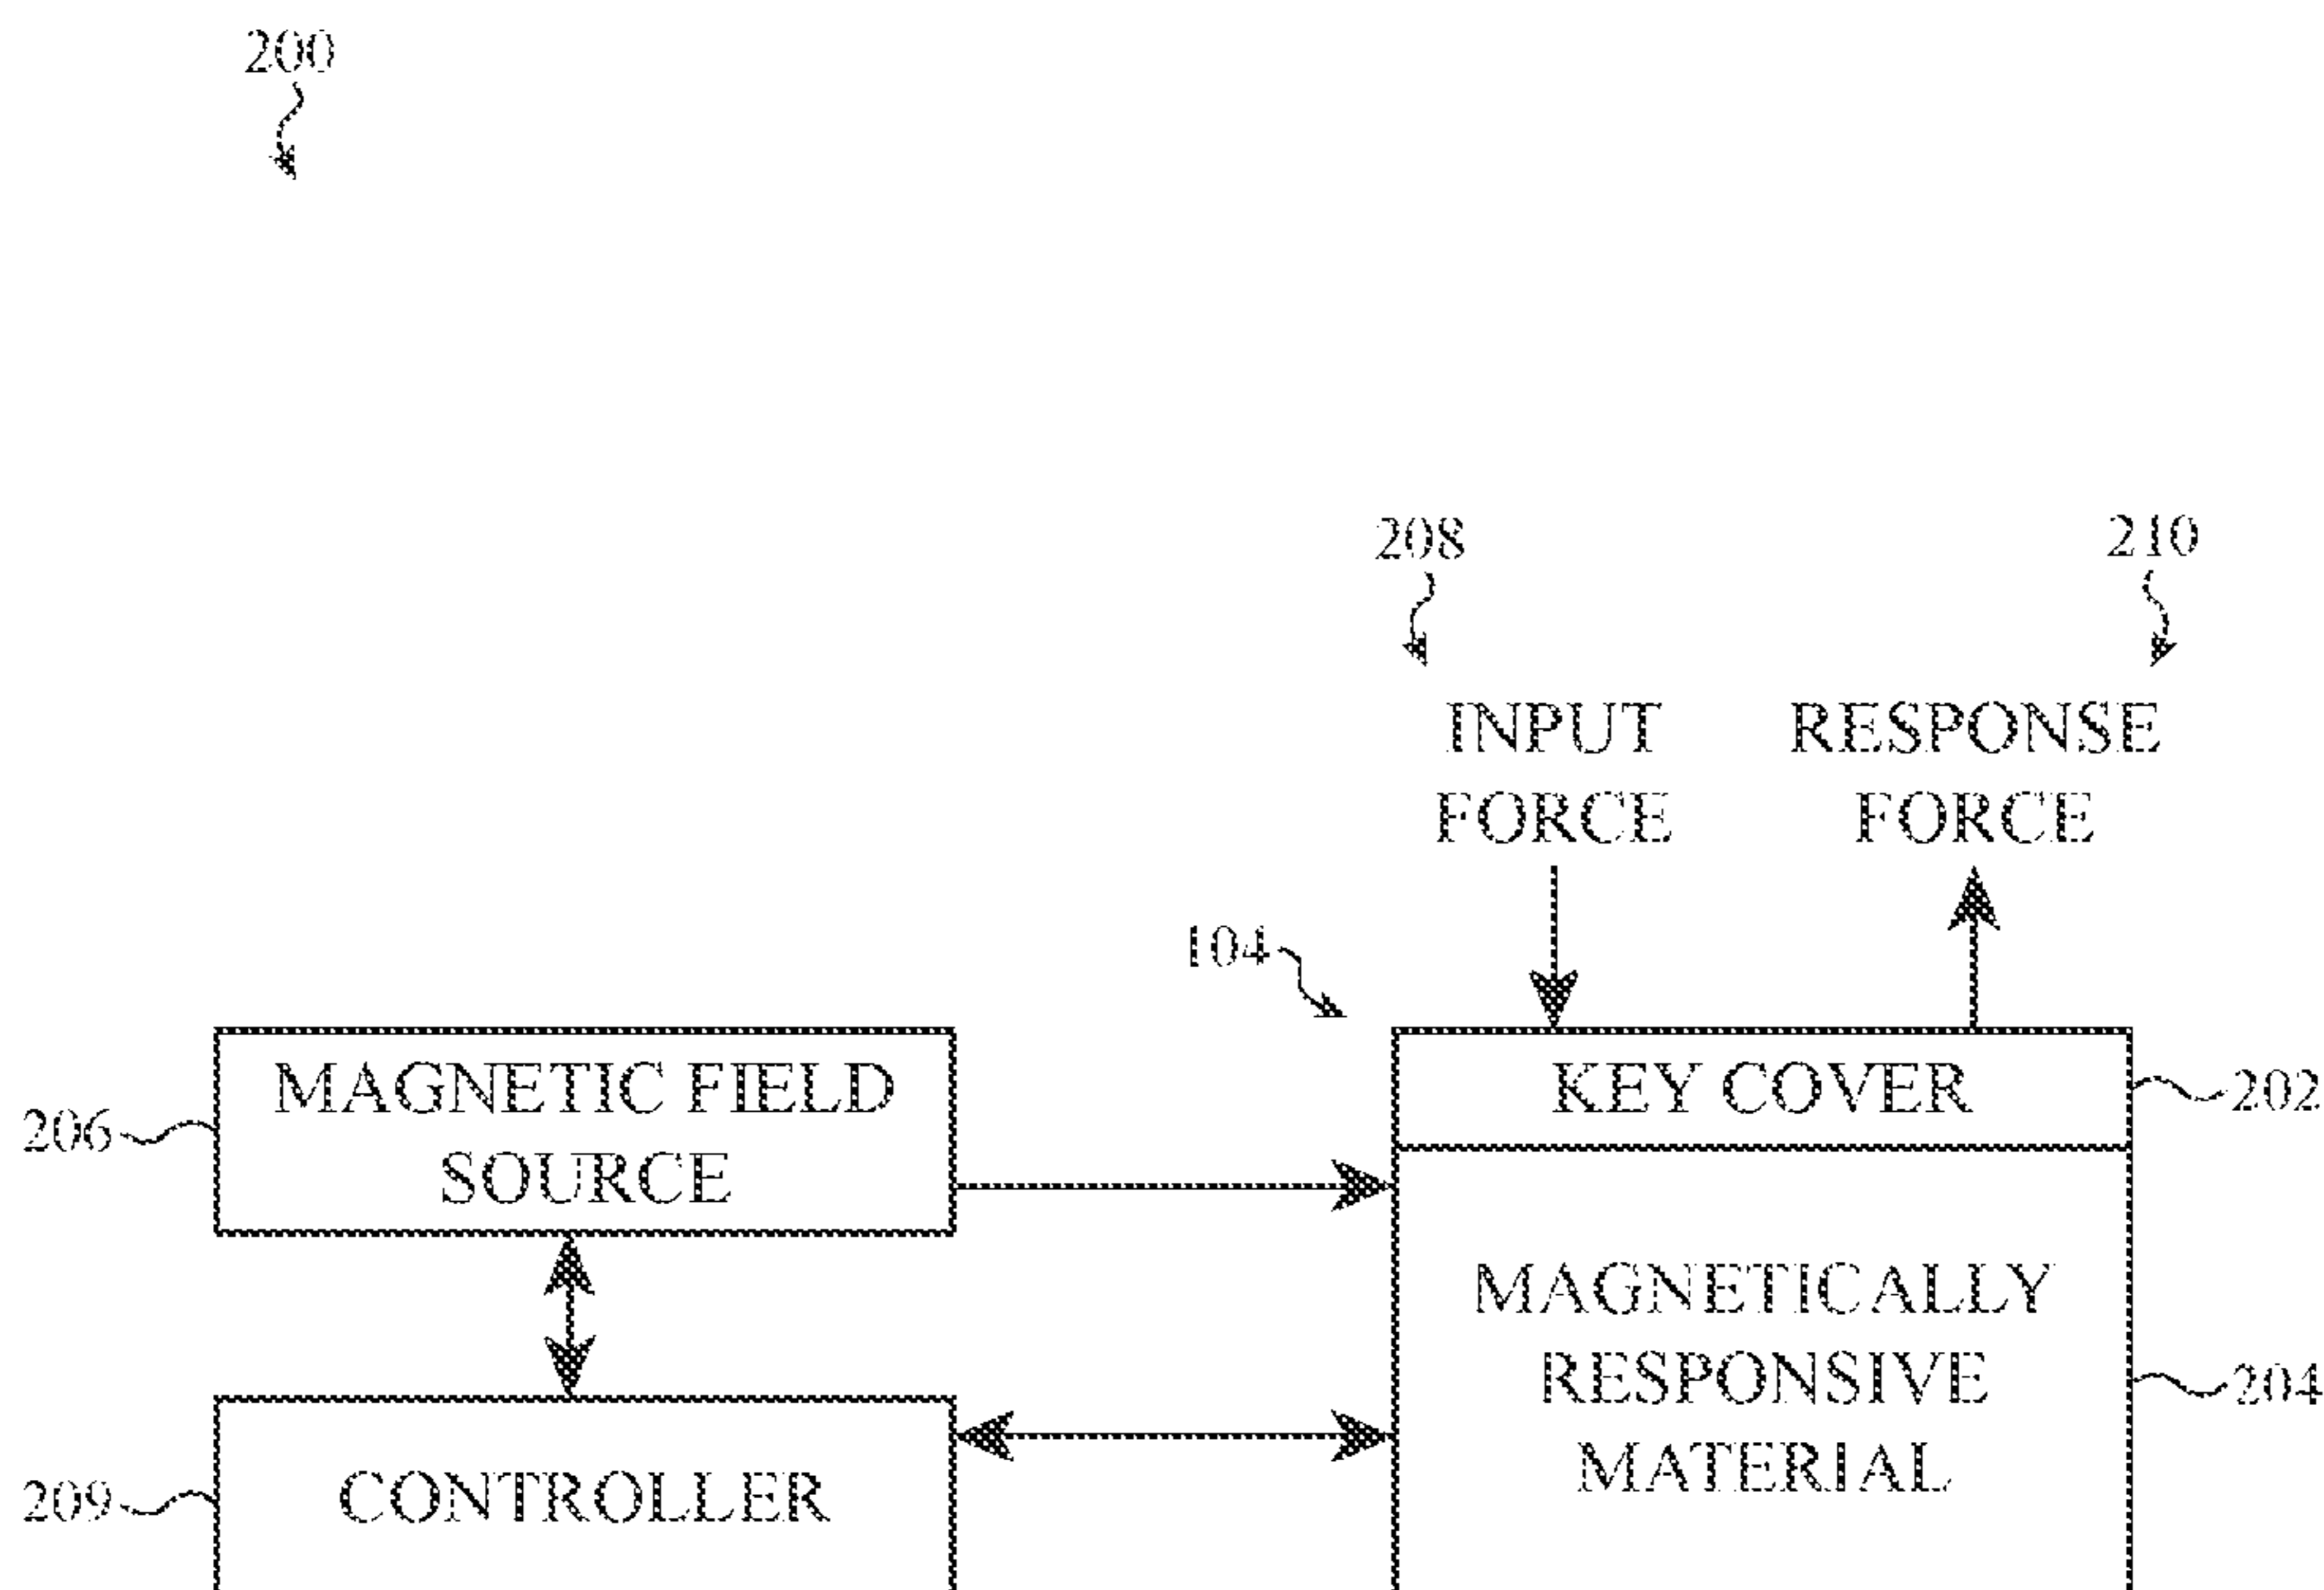 200
208
210
INPUT
FORCE
RESPONSE
FORCE
104
MAGNETIC FIELD
SOURCE
206
KEY COVER
202
MAGNETICALLY
RESPONSIVE
MATERIAL
204
CONTROLLER
209